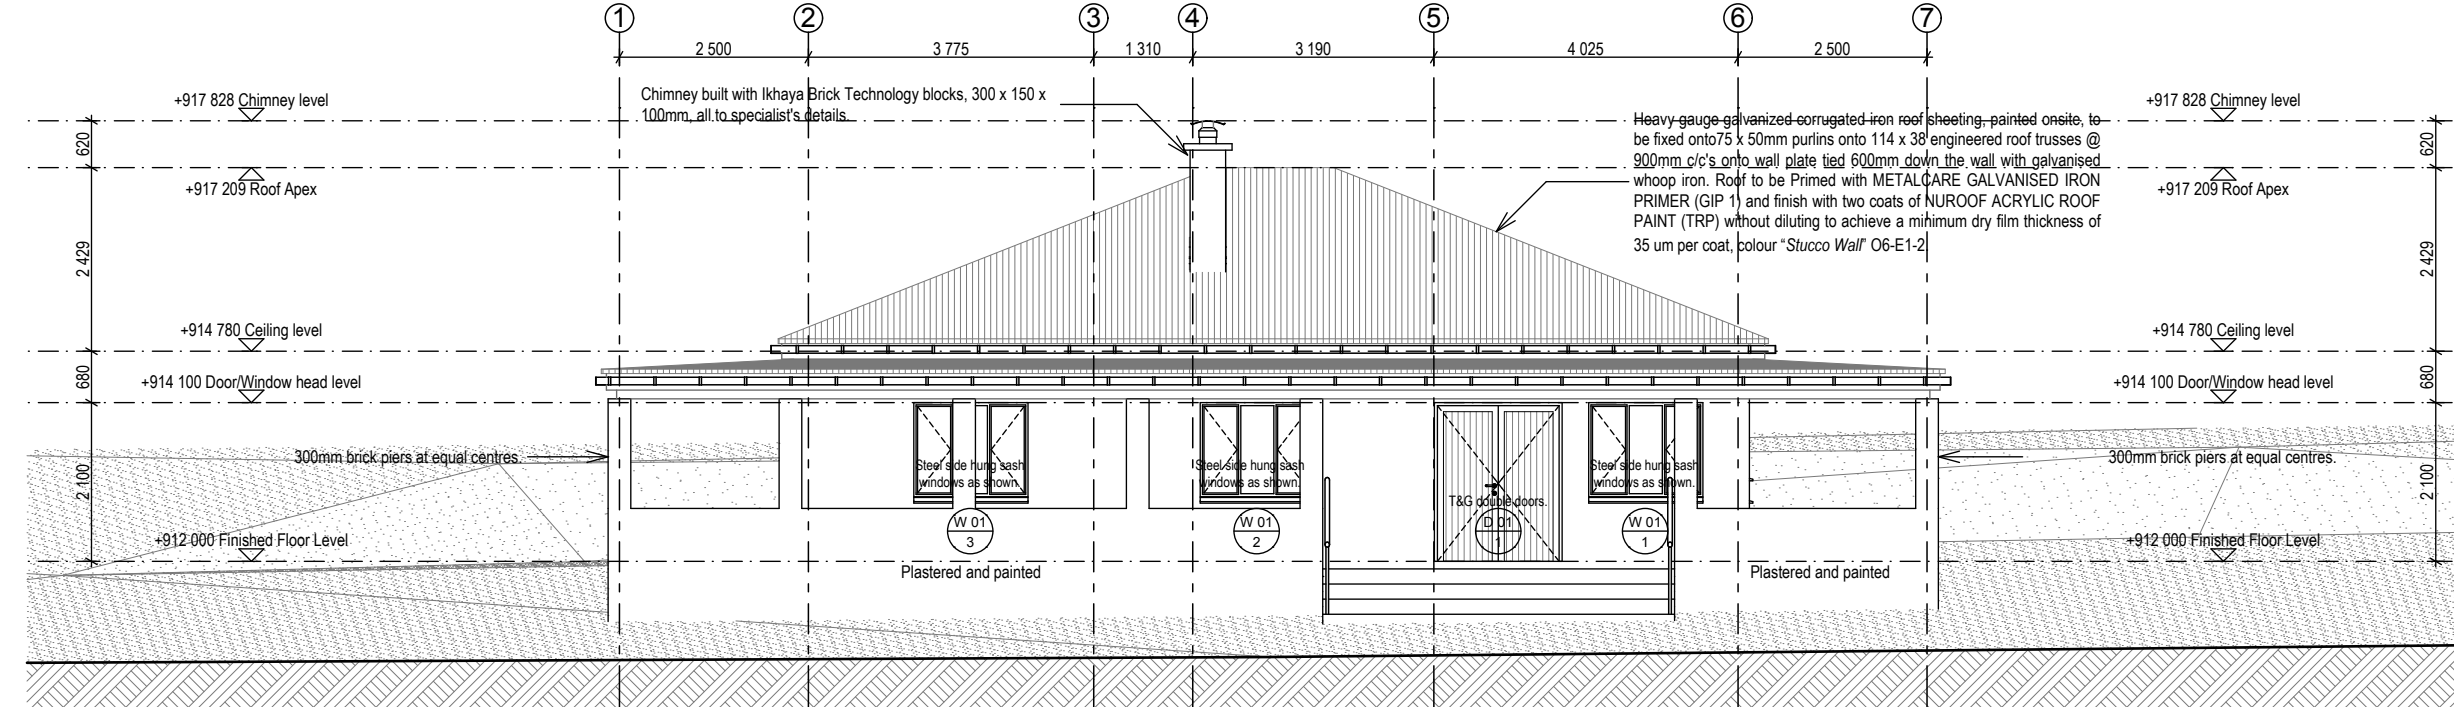 1 2 3 4 5 6 7
2 500 3 775 1 310 3 190 4 025 2 500
Chimney built with Ikhaya Brick Technology blocks, 300 x 150 x
100mm, all to specialist's details.
Heavy gauge galvanized corrugated iron roof sheeting, painted onsite, to
be fixed onto75 x 50mm purlins onto 114 x 38 engineered roof trusses @
900mm c/c's onto wall plate tied 600mm down the wall with galvanised
whoop iron. Roof to be Primed with METALCARE GALVANISED IRON
PRIMER (GIP 1) and finish with two coats of NUROOF ACRYLIC ROOF
PAINT (TRP) without diluting to achieve a minimum dry film thickness of
35 um per coat, colour “Stucco Wall” O6-E1-2
+917 828 Chimney level
+917 209 Roof Apex
+914 780 Ceiling level
+914 100 Door/Window head level
300mm brick piers at equal centres.
+912 000 Finished Floor Level
620
2 429
680
2 100
Steel side hung sash
windows as shown.
W 01
3
Steel side hung sash
windows as shown.
W 01
2
T&G double doors.
D 01
1
Steel side hung sash
windows as shown.
W 01
1
Plastered and painted
Plastered and painted
+917 828 Chimney level
+917 209 Roof Apex
+914 780 Ceiling level
+914 100 Door/Window head level
300mm brick piers at equal centres.
+912 000 Finished Floor Level
620
2 429
680
2 100